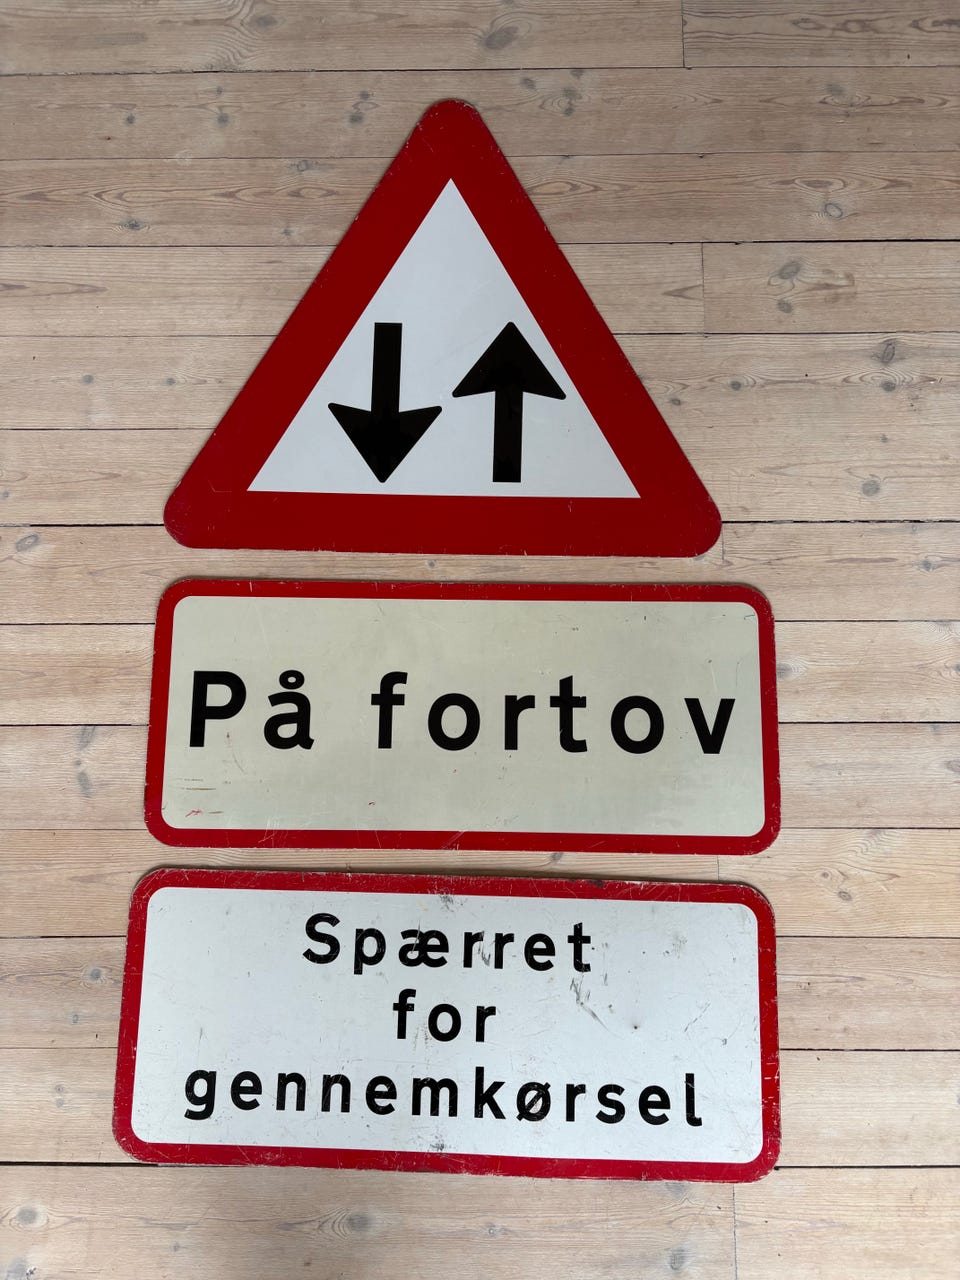 På fortov
Spærret
for
gennemkørsel